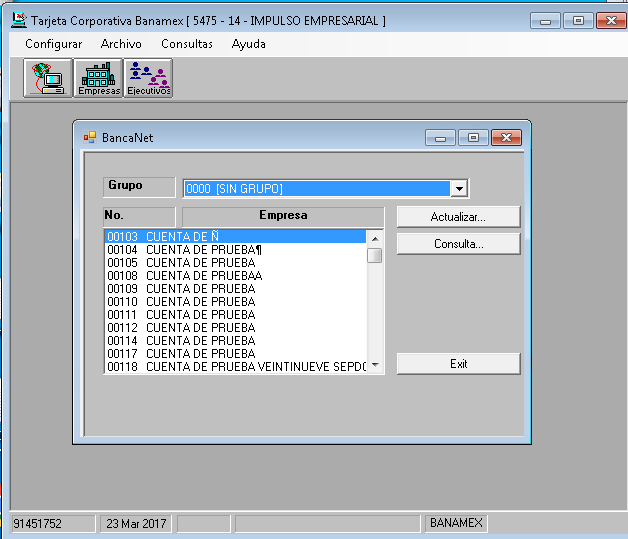 Tarjeta Corporativa Banamex [ 5475 - 14 - IMPULSO EMPRESARIAL ]
Configurar Archivo Consultas Ayuda
Empresas Ejecutivos
BancaNet
Grupo 0000 [SIN GRUPO]
No. Empresa Actualizar...
00103 CUENTA DE Ñ
00104 CUENTA DE PRUEBA¶ Consulta...
00105 CUENTA DE PRUEBA
00108 CUENTA DE PRUEBAA
00109 CUENTA DE PRUEBA
00110 CUENTA DE PRUEBA
00111 CUENTA DE PRUEBA
00112 CUENTA DE PRUEBA
00114 CUENTA DE PRUEBA
00117 CUENTA DE PRUEBA
00118 CUENTA DE PRUEBA VEINTINUEVE SEPDO Exit
91451752 23 Mar 2017 BANAMEX